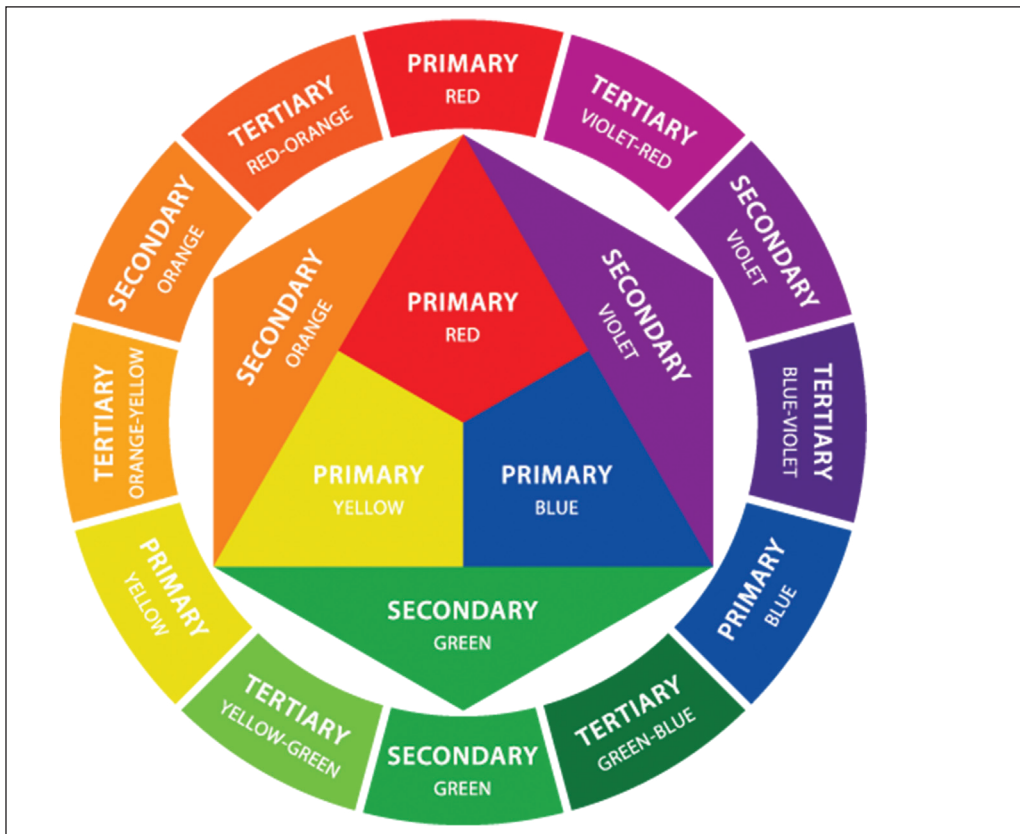 PRIMARY
RED
TERTIARY
VIOLET-RED
SECONDARY
VIOLET
TERTIARY
BLUE-VIOLET
PRIMARY
BLUE
TERTIARY
GREEN-BLUE
SECONDARY
GREEN
TERTIARY
YELLOW-GREEN
PRIMARY
YELLOW
TERTIARY
ORANGE-YELLOW
SECONDARY
ORANGE
TERTIARY
RED-ORANGE
SECONDARY
ORANGE
PRIMARY
RED
SECONDARY
VIOLET
PRIMARY
YELLOW
PRIMARY
BLUE
SECONDARY
GREEN